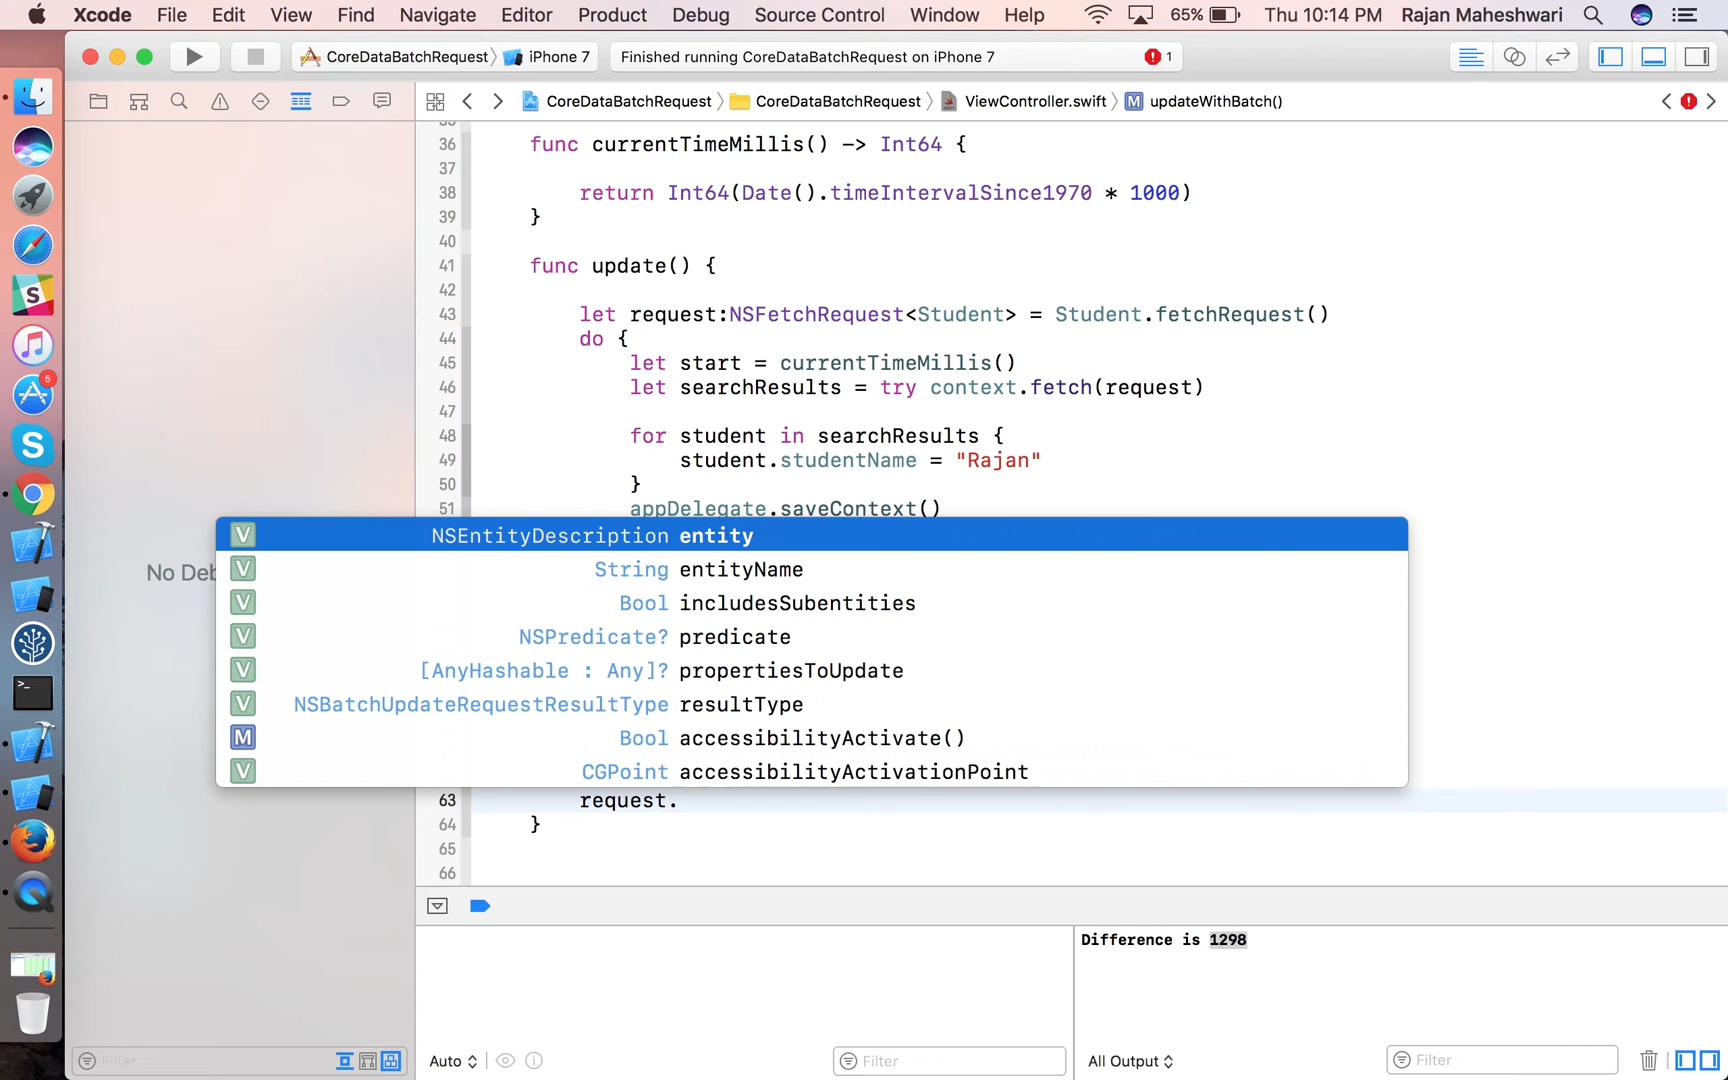 Xcode File Edit View Find Navigate Editor Product Debug Source Control Window Help 65% Thu 10:14 PM Rajan Maheshwari
CoreDataBatchRequest iPhone 7 Finished running CoreDataBatchRequest on iPhone 7 1
CoreDataBatchRequest CoreDataBatchRequest ViewController.swift M updateWithBatch()
36 func currentTimeMillis() -> Int64 {
37
38 return Int64(Date().timeIntervalSince1970 * 1000)
39 }
40
41 func update() {
42
43 let request:NSFetchRequest<Student> = Student.fetchRequest()
44 do {
45 let start = currentTimeMillis()
46 let searchResults = try context.fetch(request)
47
48 for student in searchResults {
49 student.studentName = "Rajan"
50 }
51 appDelegate.saveContext()
V NSEntityDescription entity
V String entityName
No Deb
V Bool includesSubentities
V NSPredicate? predicate
V [AnyHashable : Any]? propertiesToUpdate
V NSBatchUpdateRequestResultType resultType
M Bool accessibilityActivate()
V CGPoint accessibilityActivationPoint
63 request.
64 }
65
66
Difference is 1298
Filter Auto Filter All Output Filter
5
S
S